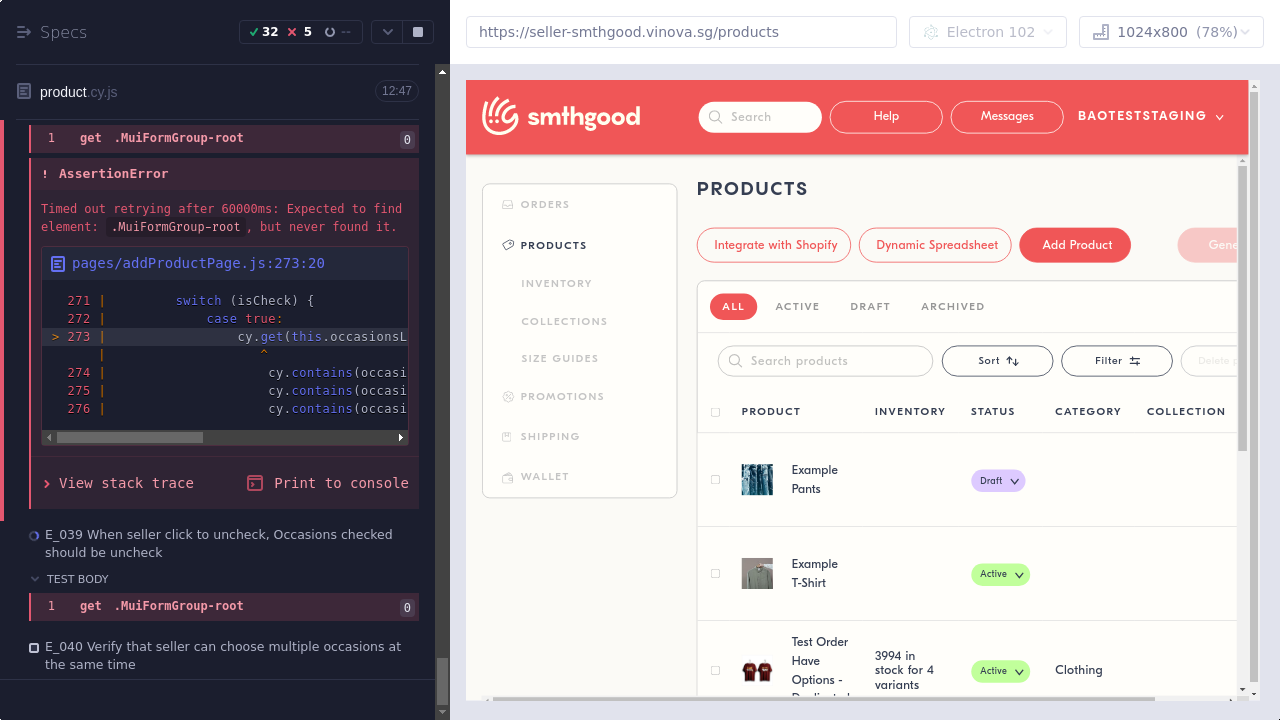 Specs
32
5
--
product.cy.js
12:47
1 get .MuiFormGroup-root 0
! AssertionError
Timed out retrying after 60000ms: Expected to find
element: .MuiFormGroup-root, but never found it.
pages/addProductPage.js:273:20
271 | switch (isCheck) {
272 | case true:
> 273 | cy.get(this.occasionsL
| ^
274 | cy.contains(occasi
275 | cy.contains(occasi
276 | cy.contains(occasi
View stack trace
Print to console
E_039 When seller click to uncheck, Occasions checked
should be uncheck
TEST BODY
1 get .MuiFormGroup-root 0
E_040 Verify that seller can choose multiple occasions at
the same time
https://seller-smthgood.vinova.sg/products
Electron 102
1024x800 (78%)
smthgood
Search
Help
Messages
BAOTESTSTAGING
ORDERS
PRODUCTS
INVENTORY
COLLECTIONS
SIZE GUIDES
PROMOTIONS
SHIPPING
WALLET
PRODUCTS
Integrate with Shopify
Dynamic Spreadsheet
Add Product
Gene
ALL
ACTIVE
DRAFT
ARCHIVED
Search products
Sort
Filter
Delete
PRODUCT
INVENTORY
STATUS
CATEGORY
COLLECTION
Example
Pants
Draft
Example
T-Shirt
Active
Test Order
Have
Options -
3994 in
stock for 4
variants
Active
Clothing